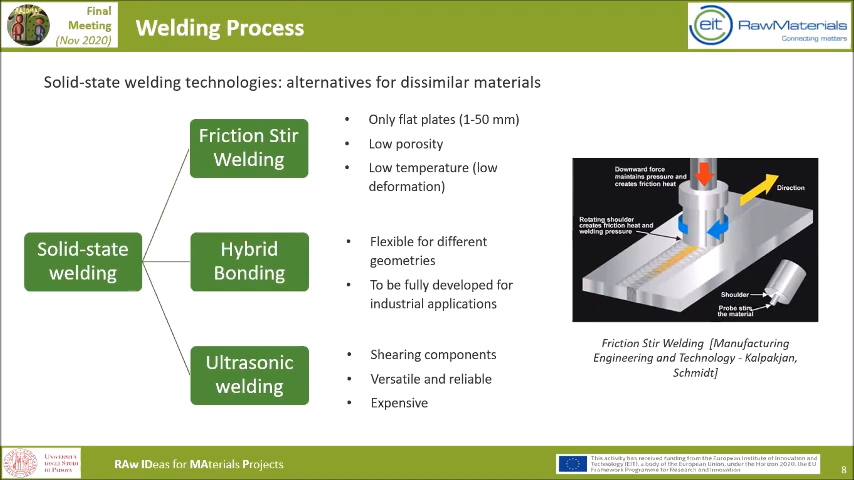 Final
Meeting
(Nov 2020)
Welding Process
eit RawMaterials
Connecting matters
Solid-state welding technologies: alternatives for dissimilar materials
Friction Stir
Welding
• Only flat plates (1-50 mm)
• Low porosity
• Low temperature (low
deformation)
Solid-state
welding
Hybrid
Bonding
• Flexible for different
geometries
• To be fully developed for
industrial applications
Ultrasonic
welding
• Shearing components
• Versatile and reliable
• Expensive
Downward force
maintains pressure and
creates friction heat
Direction
Rotating shoulder
creates friction heat and
welding pressure
Shoulder
Probe stirs
the material
Friction Stir Welding [Manufacturing
Engineering and Technology - Kalpakjan,
Schmidt]
UNIVERSITÀ
DEGLI STUDI
DI PADOVA
RAw IDeas for MAterials Projects
This activity has received funding from the European Institute of Innovation and
Technology (EIT), a body of the European Union, under the Horizon 2020, the EU
Framework Programme for Research and Innovation
8